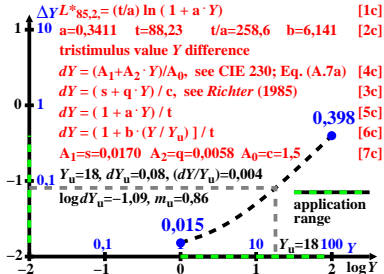 ΔY
L*85,2,= (t/a) ln ( 1 + a · Y ) [1c]
a=0,3411 t=88,23 t/a=258,6 b=6,141 [2c]
tristimulus value Y difference
dY = (A1+A2 · Y)/A0, see CIE 230; Eq. (A.7a) [4c]
dY = ( s + q · Y ) / c, see Richter (1985) [3c]
dY = ( 1 + a · Y ) / t [5c]
dY = ( 1 + b · (Y / Yu) ] / t [6c]
A1=s=0,0170 A2=q=0,0058 A0=c=1,5 [7c]
Yu=18, dYu=0,08, (dY/Yu)=0,004
log dYu=−1,09, mu=0,86
0,398
0,015
application
range
1 10
0 1
−1 0,1
−2
0,1 10 Yu=18 100 Y
−2 −1 0 1 2
log Y